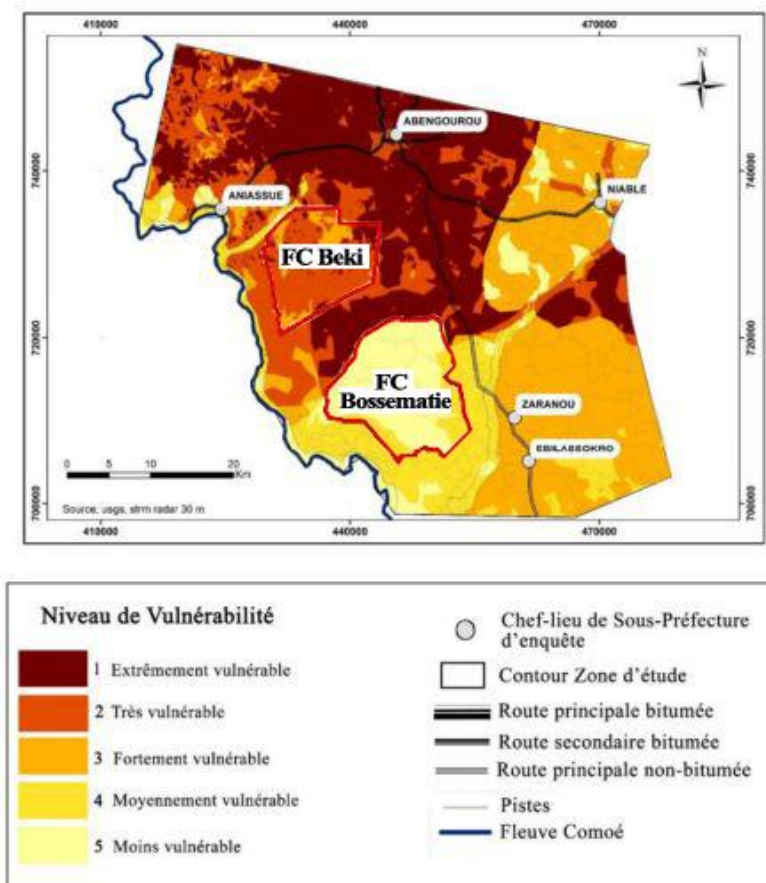 410000
440000
470000
N
ABENGOUROU
740000
740000
NIABLE
ANIASSUE
FC Beki
720000
720000
FC
Bossematie
ZARANOU
EBILASSOKRO
0 5 10 20
Km
Source, usgs, strm radar 30 m
700000
700000
410000
440000
470000
Niveau de Vulnérabilité
1 Extrêmement vulnérable
2 Très vulnérable
3 Fortement vulnérable
4 Moyennement vulnérable
5 Moins vulnérable
Chef-lieu de Sous-Préfecture
d'enquête
Contour Zone d'étude
Route principale bitumée
Route secondaire bitumée
Route principale non-bitumée
Pistes
Fleuve Comoé